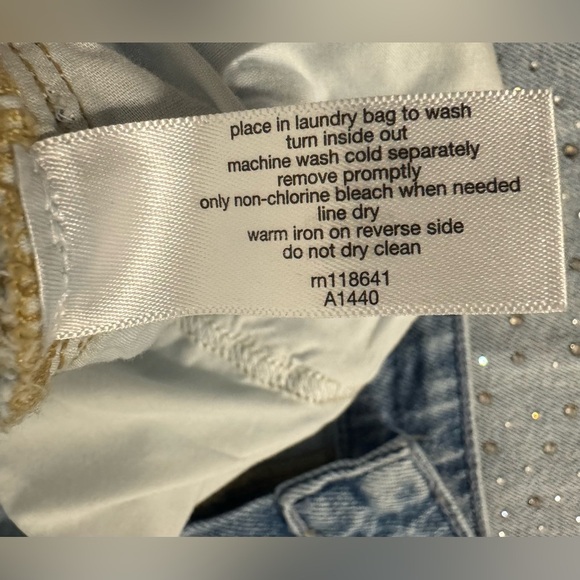 place in laundry bag to wash
turn inside out
machine wash cold separately
remove promptly
only non-chlorine bleach when needed
line dry
warm iron on reverse side
do not dry clean
rn118641
A1440